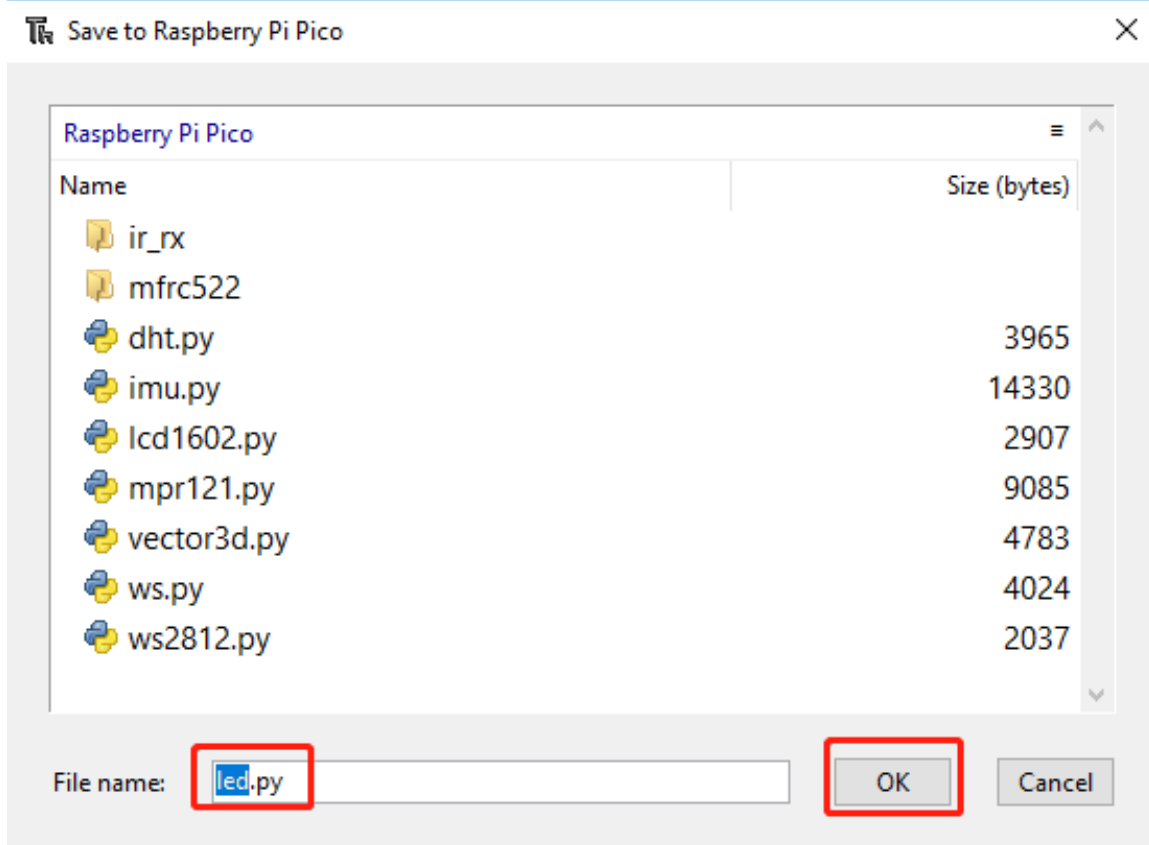 Save to Raspberry Pi Pico
Raspberry Pi Pico
Name Size (bytes)
ir_rx
mfrc522
dht.py 3965
imu.py 14330
lcd1602.py 2907
mpr121.py 9085
vector3d.py 4783
ws.py 4024
ws2812.py 2037
File name: led.py OK Cancel